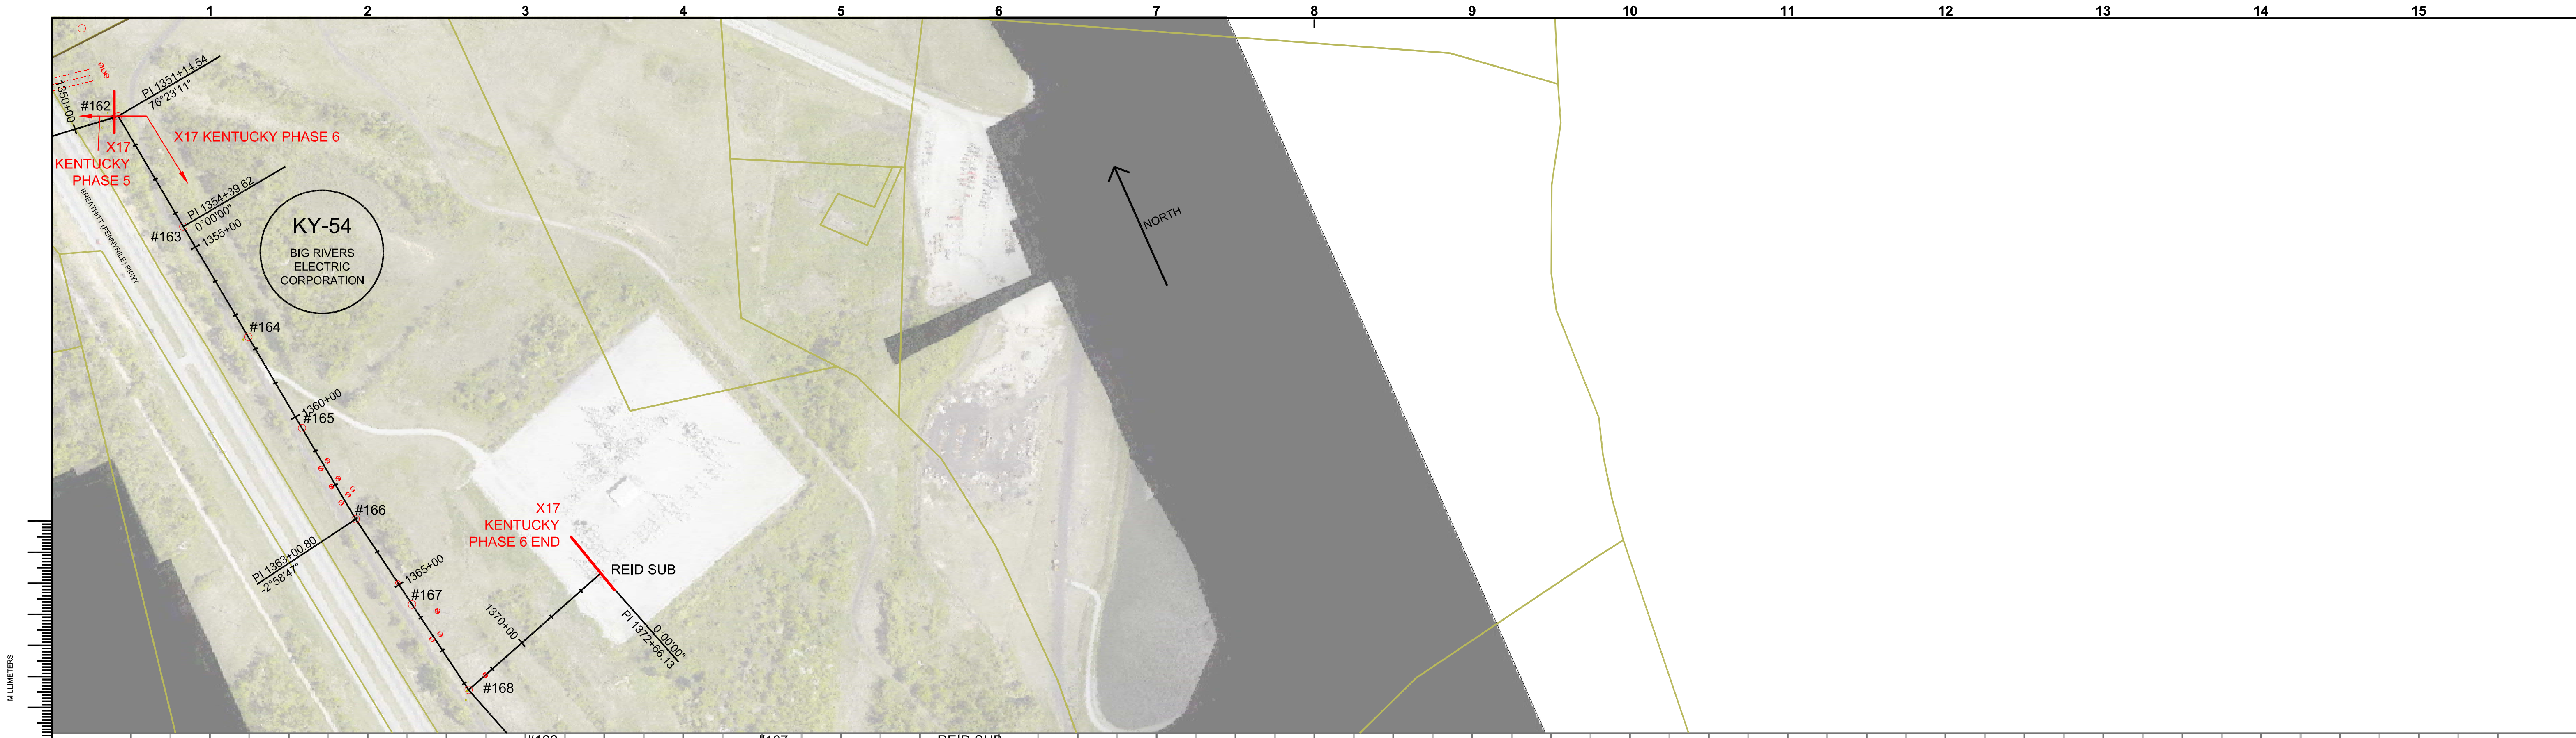 1 2 3 4 5 6 7 8 9 10 11 12 13 14 15
1350+00
#162
PI 1351+14.54
76°23'11"
X17 KENTUCKY PHASE 6
X17
KENTUCKY
PHASE 5
BREATHITT (PENNYRILE) PKWY
PI 1354+39.62
0°00'00"
#163
1355+00
KY-54
BIG RIVERS
ELECTRIC
CORPORATION
NORTH
#164
1360+00
#165
#166
PI 1363+00.80
-2°58'47"
1365+00
#167
X17
KENTUCKY
PHASE 6 END
REID SUB
1370+00
0°00'00"
PI 1372+66.13
#168
MILLIMETERS
#166 #167 REID SUB